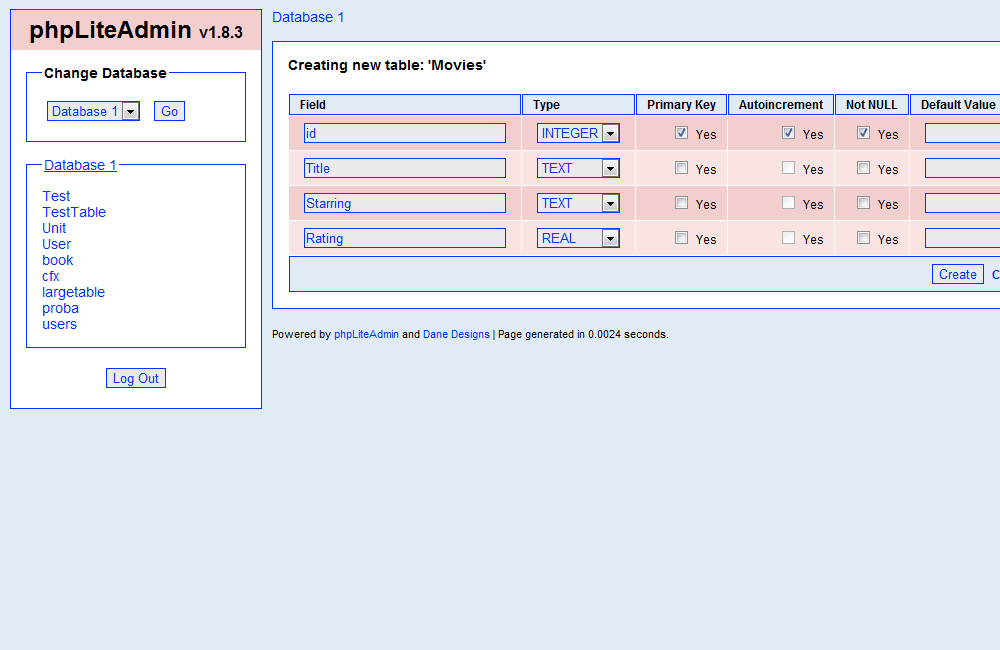 phpLiteAdmin v1.8.3
Change Database
Database 1 Go
Database 1
Test
TestTable
Unit
User
book
cfx
largetable
proba
users
Log Out
Database 1
Creating new table: 'Movies'
Field Type Primary Key Autoincrement Not NULL Default Value
id INTEGER Yes Yes Yes
Title TEXT Yes Yes Yes
Starring TEXT Yes Yes Yes
Rating REAL Yes Yes Yes
Create
Powered by phpLiteAdmin and Dane Designs | Page generated in 0.0024 seconds.